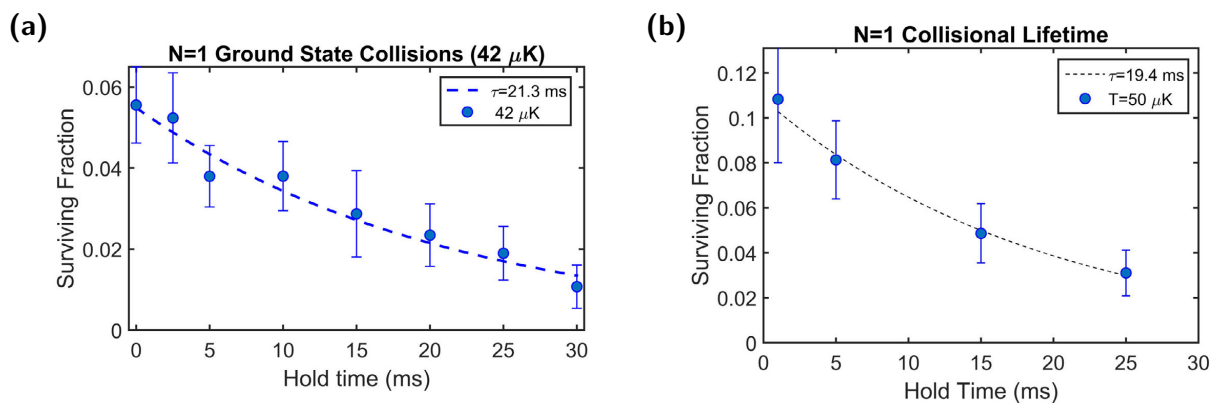 (a)
N=1 Ground State Collisions (42 μK)
0.06
0.04
0.02
0
Surviving Fraction
τ=21.3 ms
42 μK
0 5 10 15 20 25 30
Hold time (ms)
(b)
N=1 Collisional Lifetime
0.12
0.1
0.08
0.06
0.04
0.02
0
Surviving Fraction
τ=19.4 ms
T=50 μK
0 5 10 15 20 25 30
Hold Time (ms)